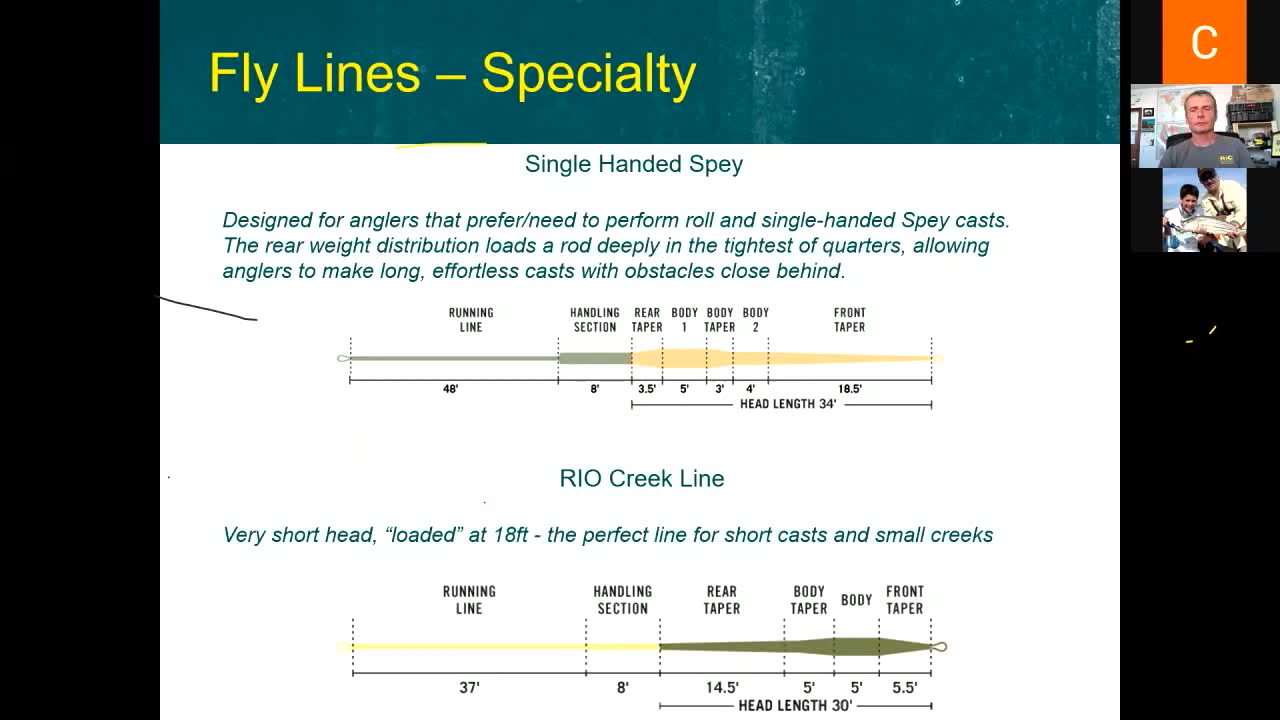 Fly Lines – Specialty
C
RIO
Single Handed Spey
Designed for anglers that prefer/need to perform roll and single-handed Spey casts.
The rear weight distribution loads a rod deeply in the tightest of quarters, allowing
anglers to make long, effortless casts with obstacles close behind.
RUNNING LINE
HANDLING SECTION
REAR TAPER
BODY 1
BODY TAPER
BODY 2
FRONT TAPER
48' 8' 3.5' 5' 3' 4' 18.5'
HEAD LENGTH 34'
RIO Creek Line
Very short head, “loaded” at 18ft - the perfect line for short casts and small creeks
RUNNING LINE
HANDLING SECTION
REAR TAPER
BODY TAPER
BODY
FRONT TAPER
37' 8' 14.5' 5' 5' 5.5'
HEAD LENGTH 30'